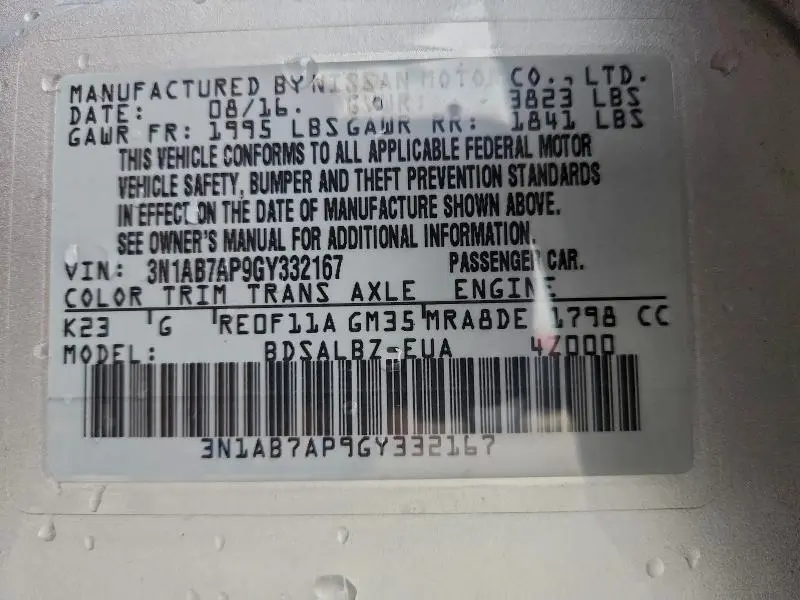 MANUFACTURED BY NISSAN MOTOR CO., LTD.
DATE: 08/16. GVWR: 3823 LBS
GAWR FR: 1995 LBS GAWR RR: 1841 LBS
THIS VEHICLE CONFORMS TO ALL APPLICABLE FEDERAL MOTOR
VEHICLE SAFETY, BUMPER AND THEFT PREVENTION STANDARDS
IN EFFECT ON THE DATE OF MANUFACTURE SHOWN ABOVE.
SEE OWNER'S MANUAL FOR ADDITIONAL INFORMATION.
VIN: 3N1AB7AP9GY332167 PASSENGER CAR.
COLOR TRIM TRANS AXLE ENGINE
K23 G RE0F11A GM35 MRA8DE 1798 CC
MODEL: BDSALBZ-EUA 4Z000
3N1AB7AP9GY332167